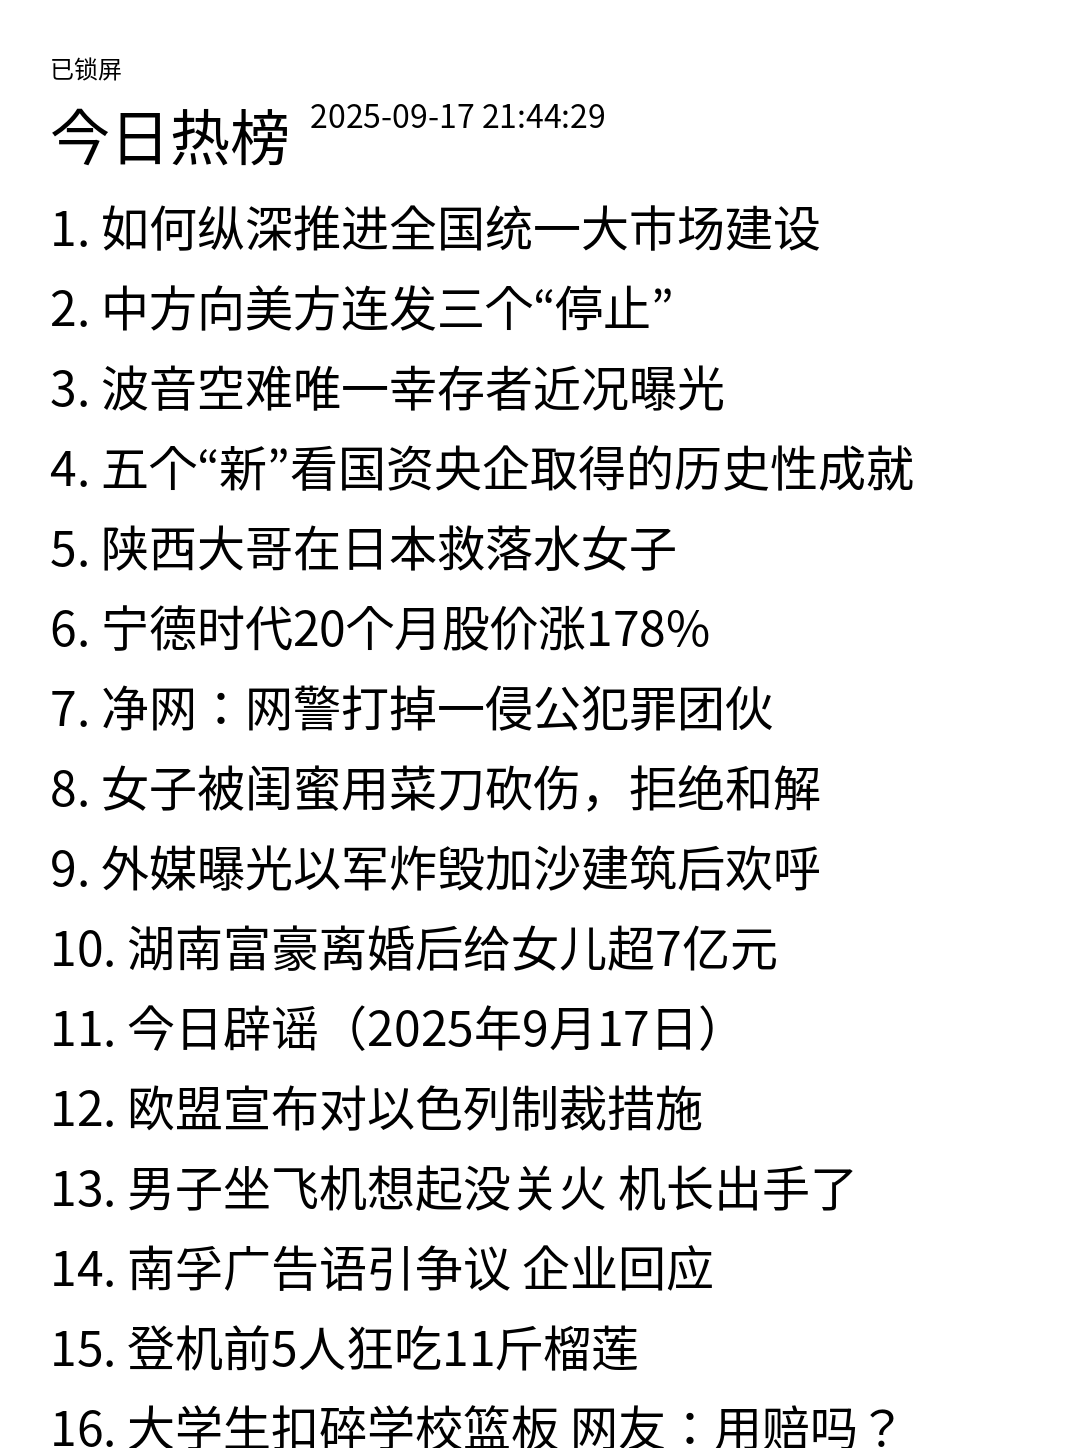 已锁屏
今日热榜 2025-09-17 21:44:29
1. 如何纵深推进全国统一大市场建设
2. 中方向美方连发三个“停止”
3. 波音空难唯一幸存者近况曝光
4. 五个“新”看国资央企取得的历史性成就
5. 陕西大哥在日本救落水女子
6. 宁德时代20个月股价涨178%
7. 净网：网警打掉一侵公犯罪团伙
8. 女子被闺蜜用菜刀砍伤，拒绝和解
9. 外媒曝光以军炸毁加沙建筑后欢呼
10. 湖南富豪离婚后给女儿超7亿元
11. 今日辟谣（2025年9月17日）
12. 欧盟宣布对以色列制裁措施
13. 男子坐飞机想起没关火 机长出手了
14. 南孚广告语引争议 企业回应
15. 登机前5人狂吃11斤榴莲
16. 大学生扣碎学校篮板 网友：用赔吗？